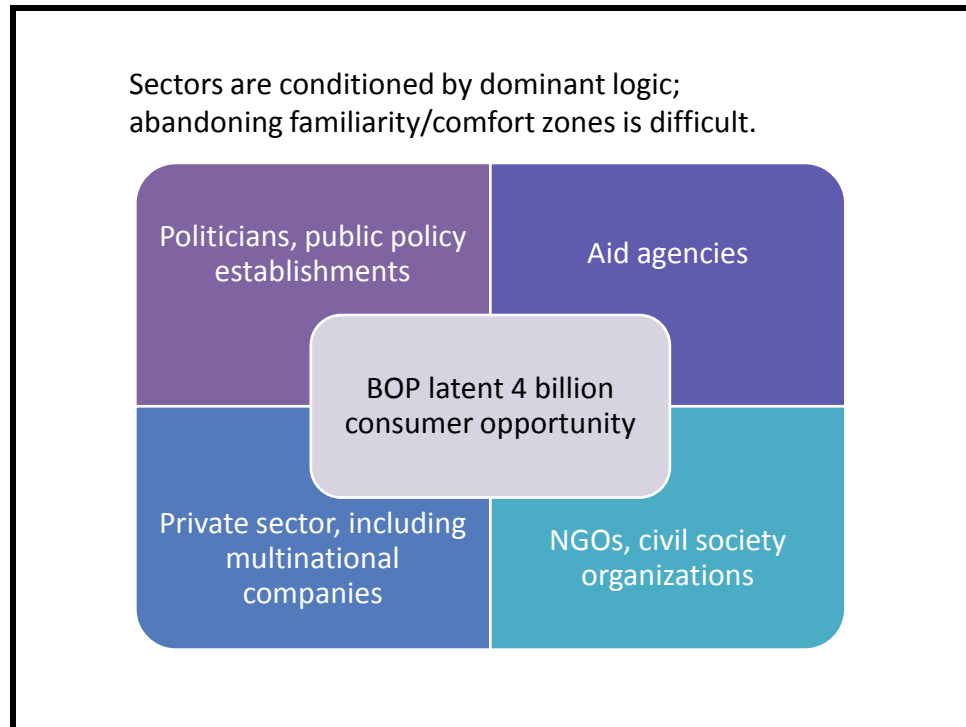 Sectors are conditioned by dominant logic;
abandoning familiarity/comfort zones is difficult.
Politicians, public policy
establishments
Aid agencies
BOP latent 4 billion
consumer opportunity
Private sector, including
multinational
companies
NGOs, civil society
organizations